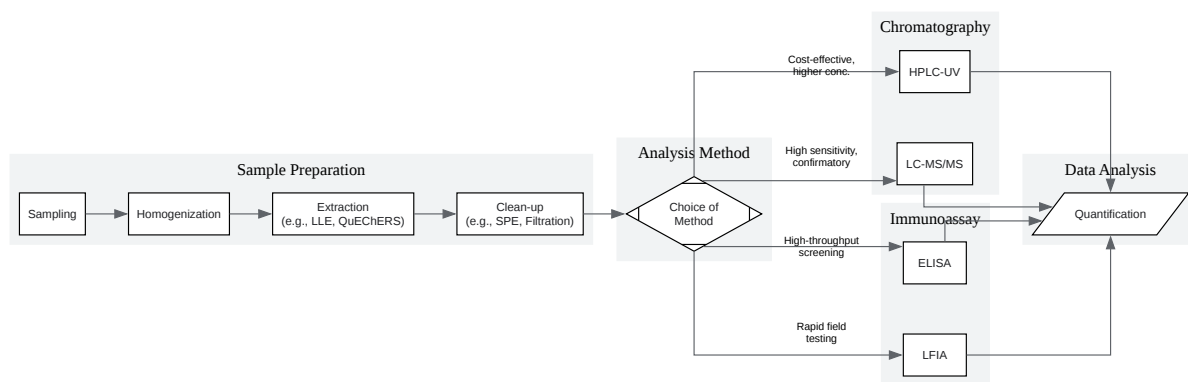 Sample Preparation
Sampling
Homogenization
Extraction
(e.g., LLE, QuEChERS)
Clean-up
(e.g., SPE, Filtration)
Analysis Method
Choice of
Method
Cost-effective,
higher conc.
High sensitivity,
confirmatory
High-throughput
screening
Rapid field
testing
Chromatography
HPLC-UV
LC-MS/MS
Immunoassay
ELISA
LFIA
Data Analysis
Quantification